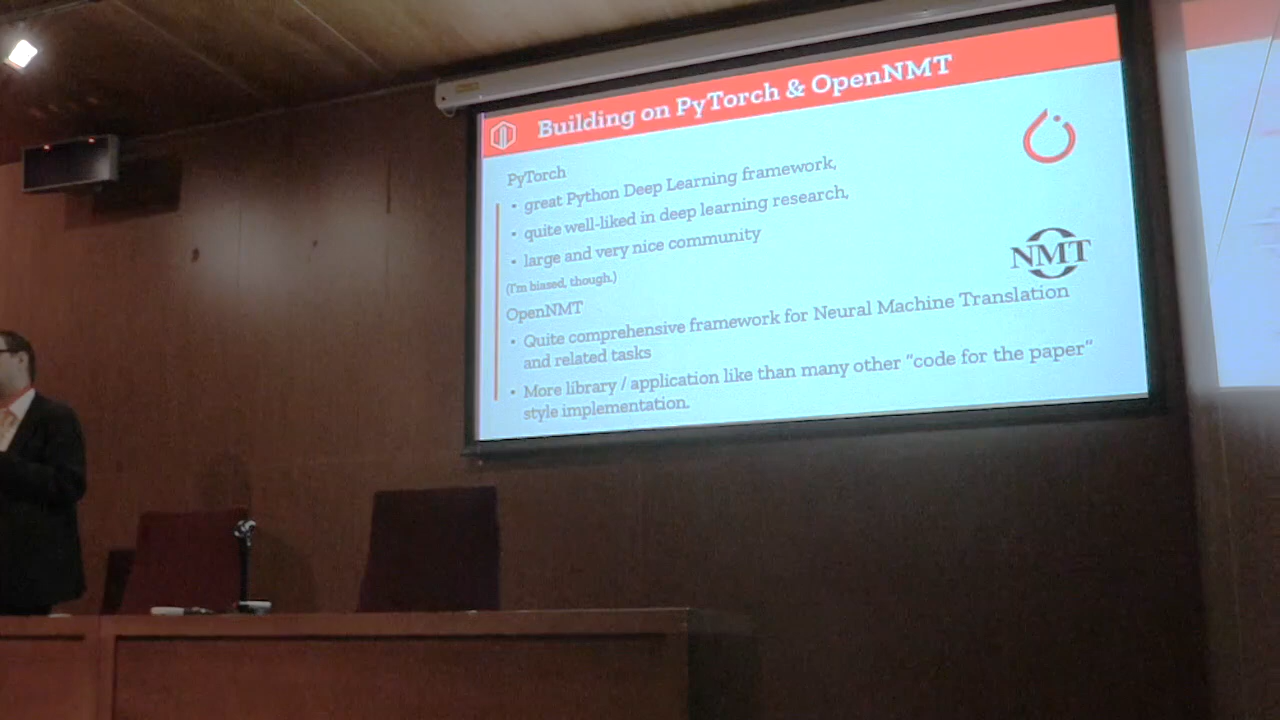 Building on PyTorch & OpenNMT
PyTorch
• great Python Deep Learning framework,
• quite well-liked in deep learning research,
• large and very nice community
(I'm biased, though.)
NMT
OpenNMT
• Quite comprehensive framework for Neural Machine Translation
and related tasks
• More library / application like than many other "code for the paper"
style implementation.